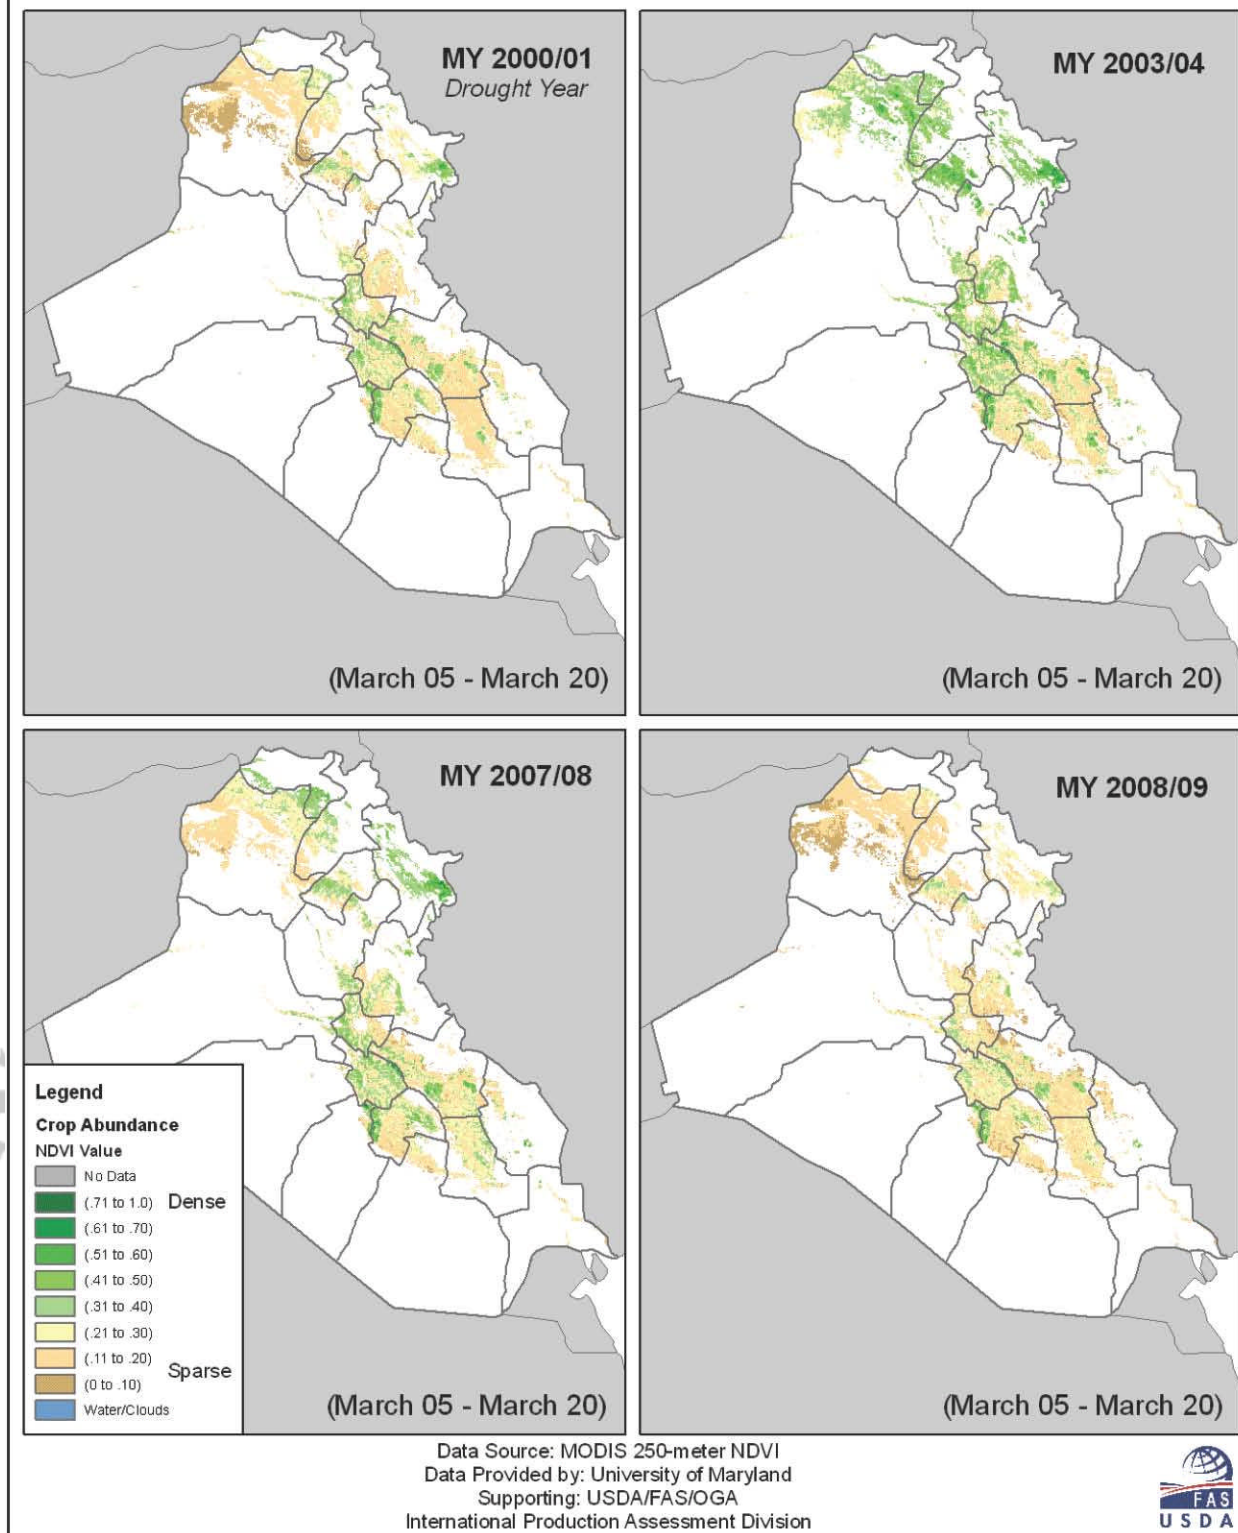 MY 2000/01
Drought Year
(March 05 - March 20)
MY 2003/04
(March 05 - March 20)
MY 2007/08
(March 05 - March 20)
MY 2008/09
(March 05 - March 20)
Legend
Crop Abundance
NDVI Value
No Data
(.71 to 1.0) Dense
(.61 to .70)
(.51 to .60)
(.41 to .50)
(.31 to .40)
(.21 to .30)
(.11 to .20)
Sparse
(0 to .10)
Water/Clouds
Data Source: MODIS 250-meter NDVI
Data Provided by: University of Maryland
Supporting: USDA/FAS/OGA
International Production Assessment Division
FAS
USDA